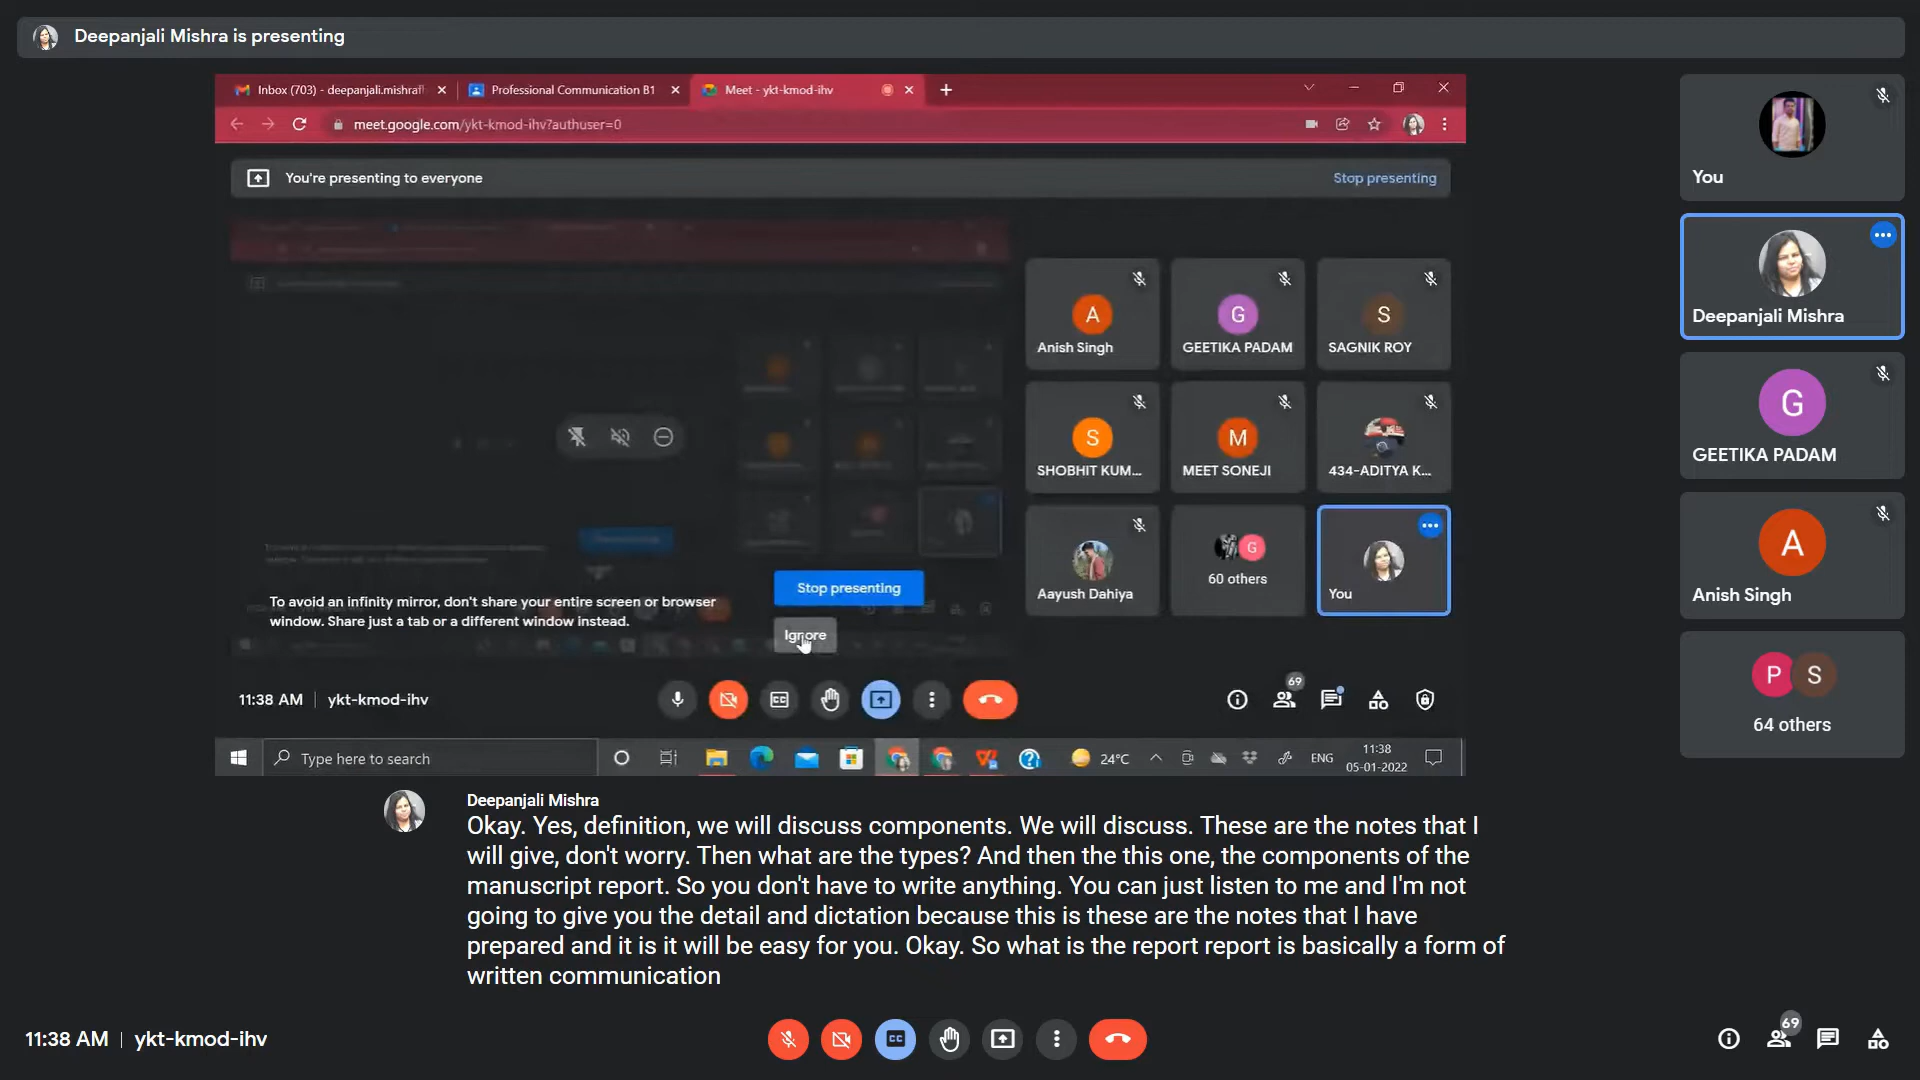 Deepanjali Mishra is presenting
Inbox (703) - deepanjali.mishraf
Professional Communication B1
Meet - ykt-kmod-ihv
meet.google.com/ykt-kmod-ihv?authuser=0
You're presenting to everyone
Stop presenting
A
G
S
Anish Singh
GEETIKA PADAM
SAGNIK ROY
S
M
SHOBHIT KUM...
MEET SONEJI
434-ADITYA K...
G
60 others
Aayush Dahiya
You
To avoid an infinity mirror, don't share your entire screen or browser
window. Share just a tab or a different window instead.
Stop presenting
Ignore
11:38 AM | ykt-kmod-ihv
CC
69
Type here to search
24°C
ENG
11:38
05-01-2022
You
Deepanjali Mishra
G
GEETIKA PADAM
A
Anish Singh
P S
64 others
Deepanjali Mishra
Okay. Yes, definition, we will discuss components. We will discuss. These are the notes that I
will give, don't worry. Then what are the types? And then the this one, the components of the
manuscript report. So you don't have to write anything. You can just listen to me and I'm not
going to give you the detail and dictation because this is these are the notes that I have
prepared and it is it will be easy for you. Okay. So what is the report report is basically a form of
written communication
11:38 AM | ykt-kmod-ihv
CC
69